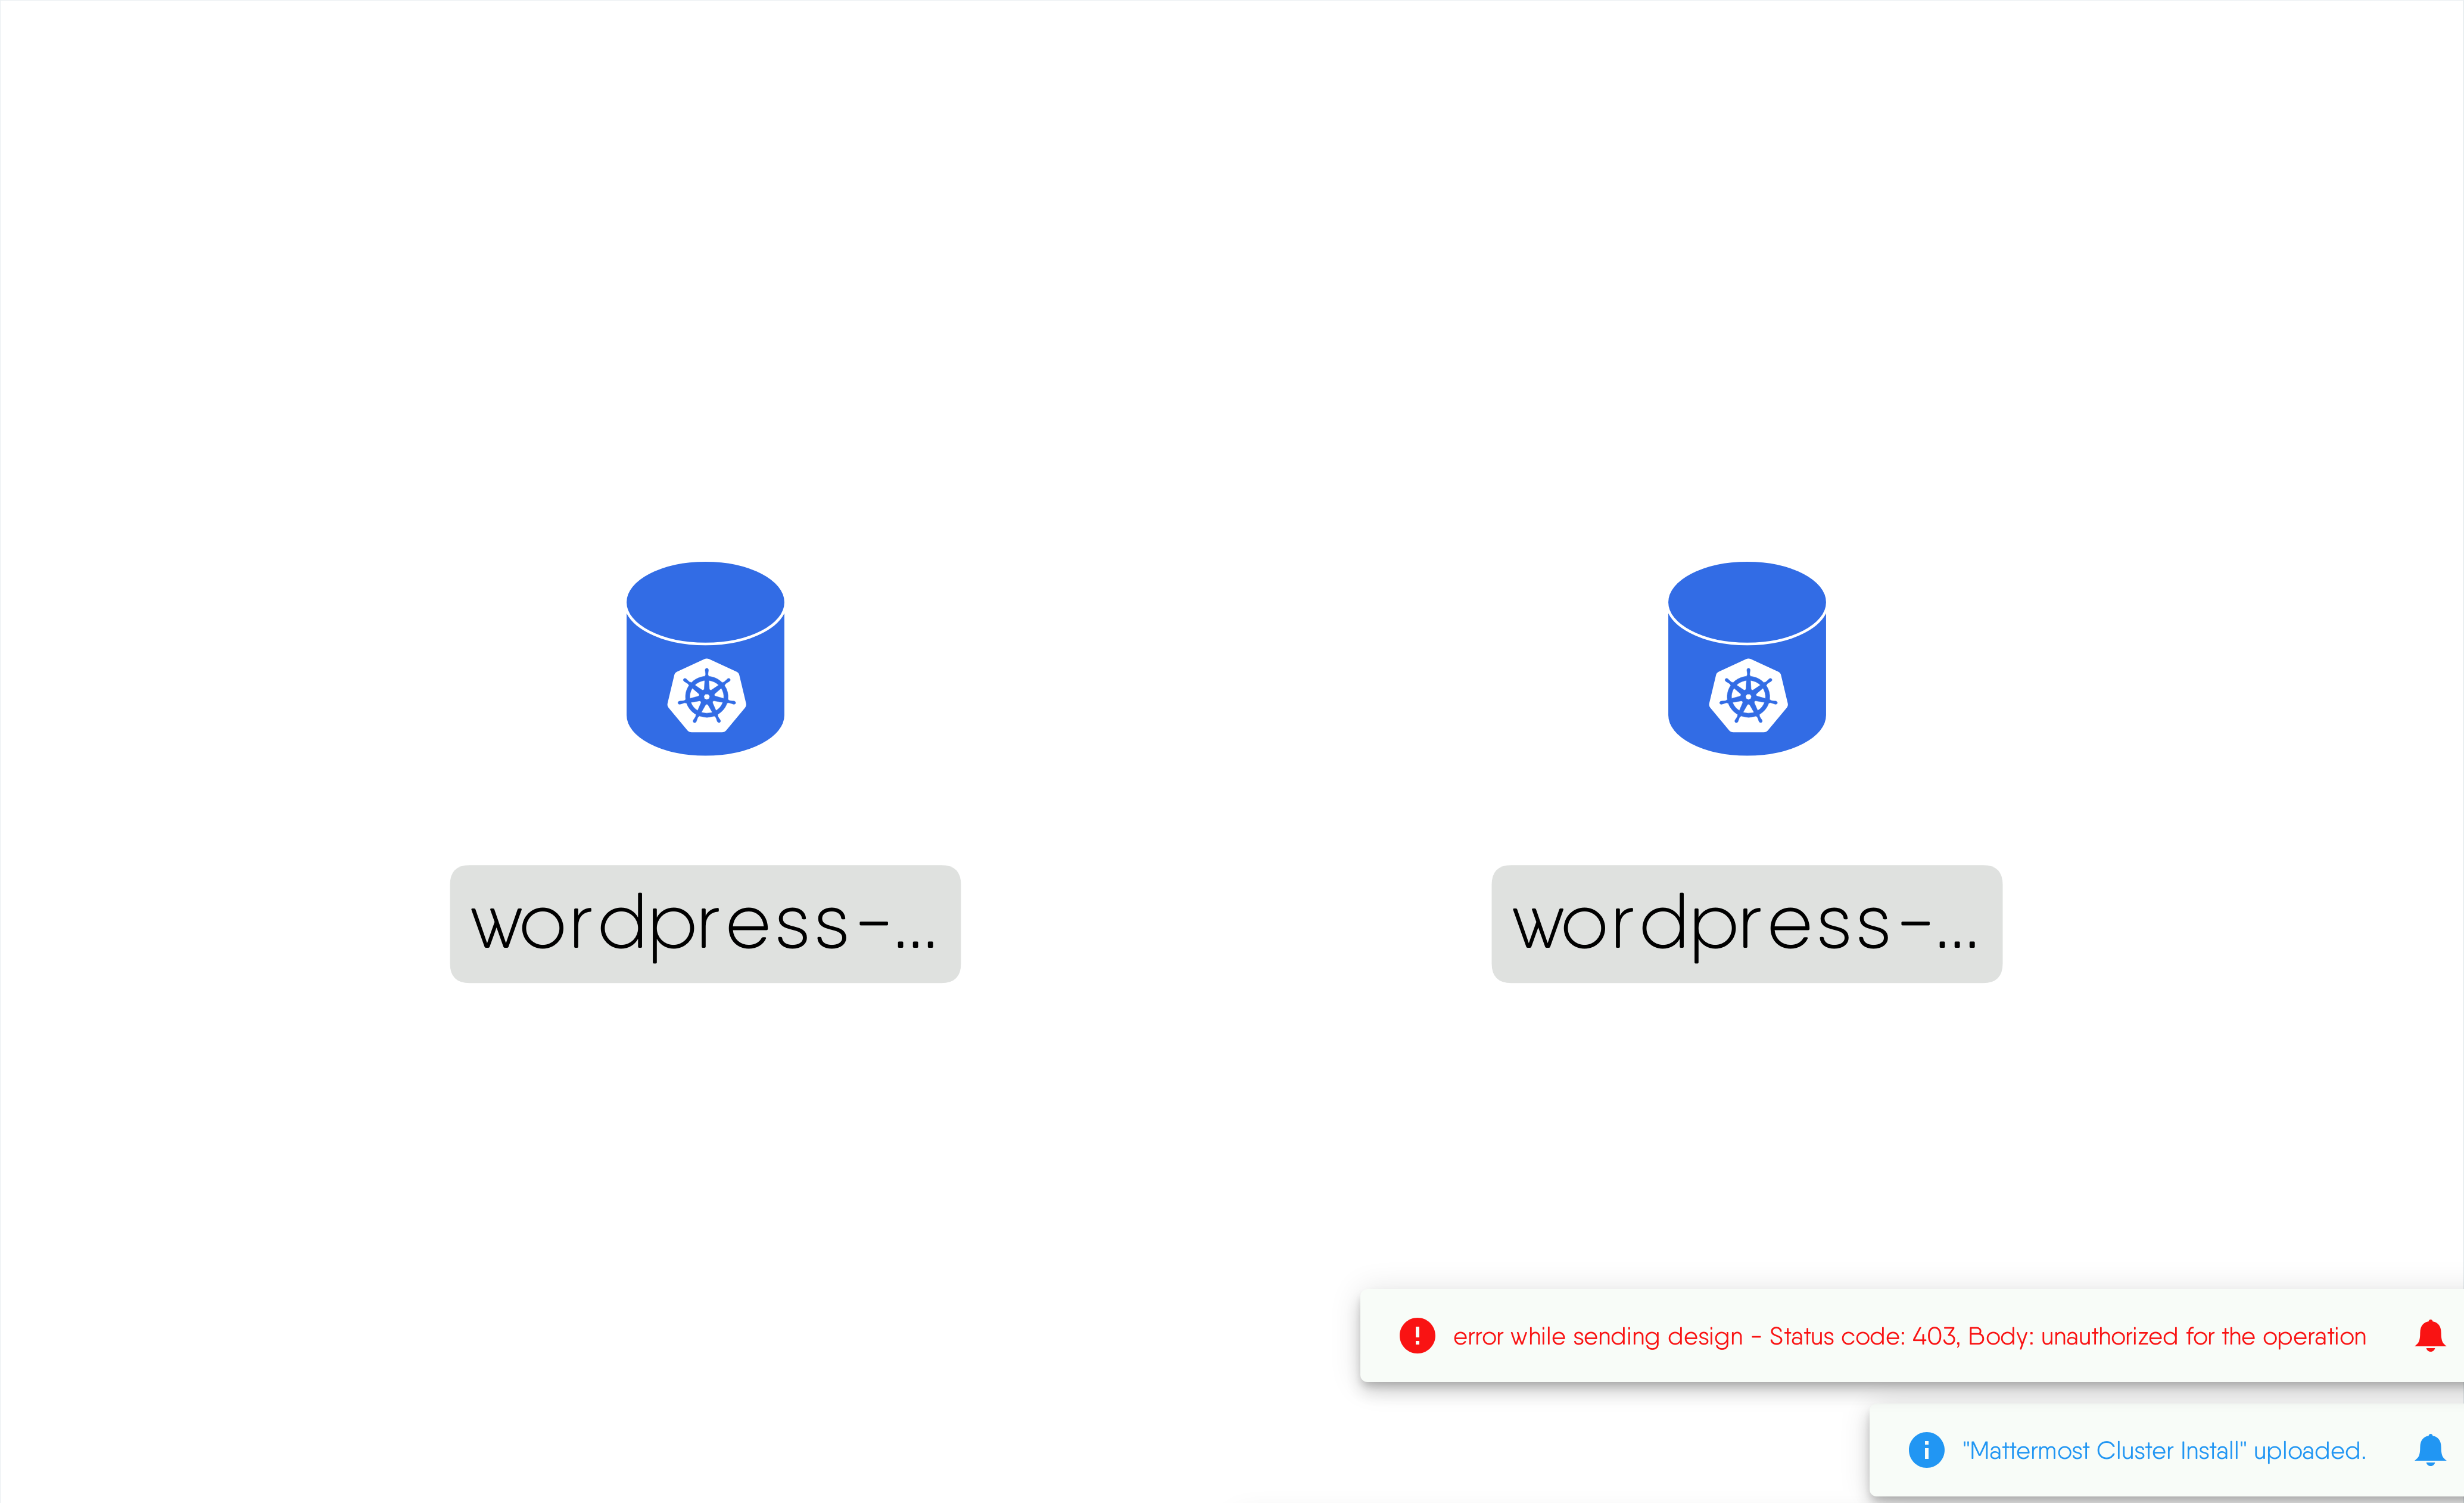 wordpress-...
wordpress-...
error while sending design - Status code: 403, Body: unauthorized for the operation
"Mattermost Cluster Install" uploaded.